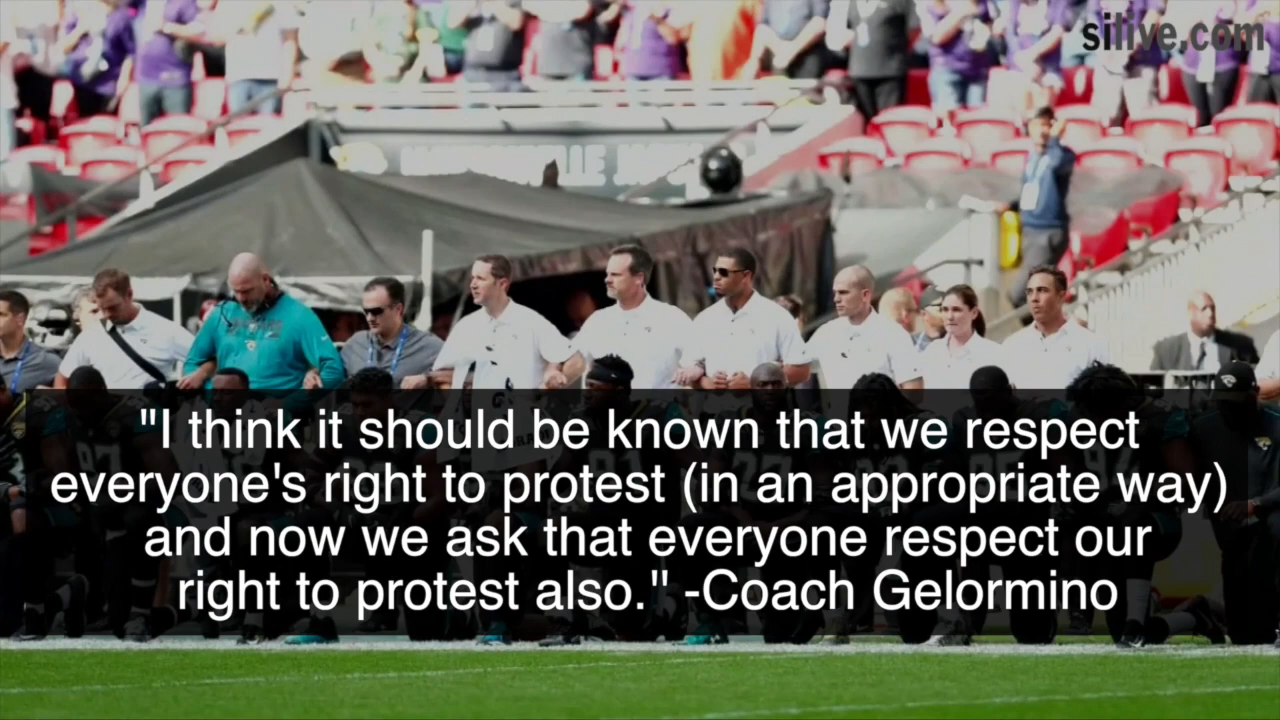 silive.com
"I think it should be known that we respect
everyone's right to protest (in an appropriate way)
and now we ask that everyone respect our
right to protest also." -Coach Gelormino